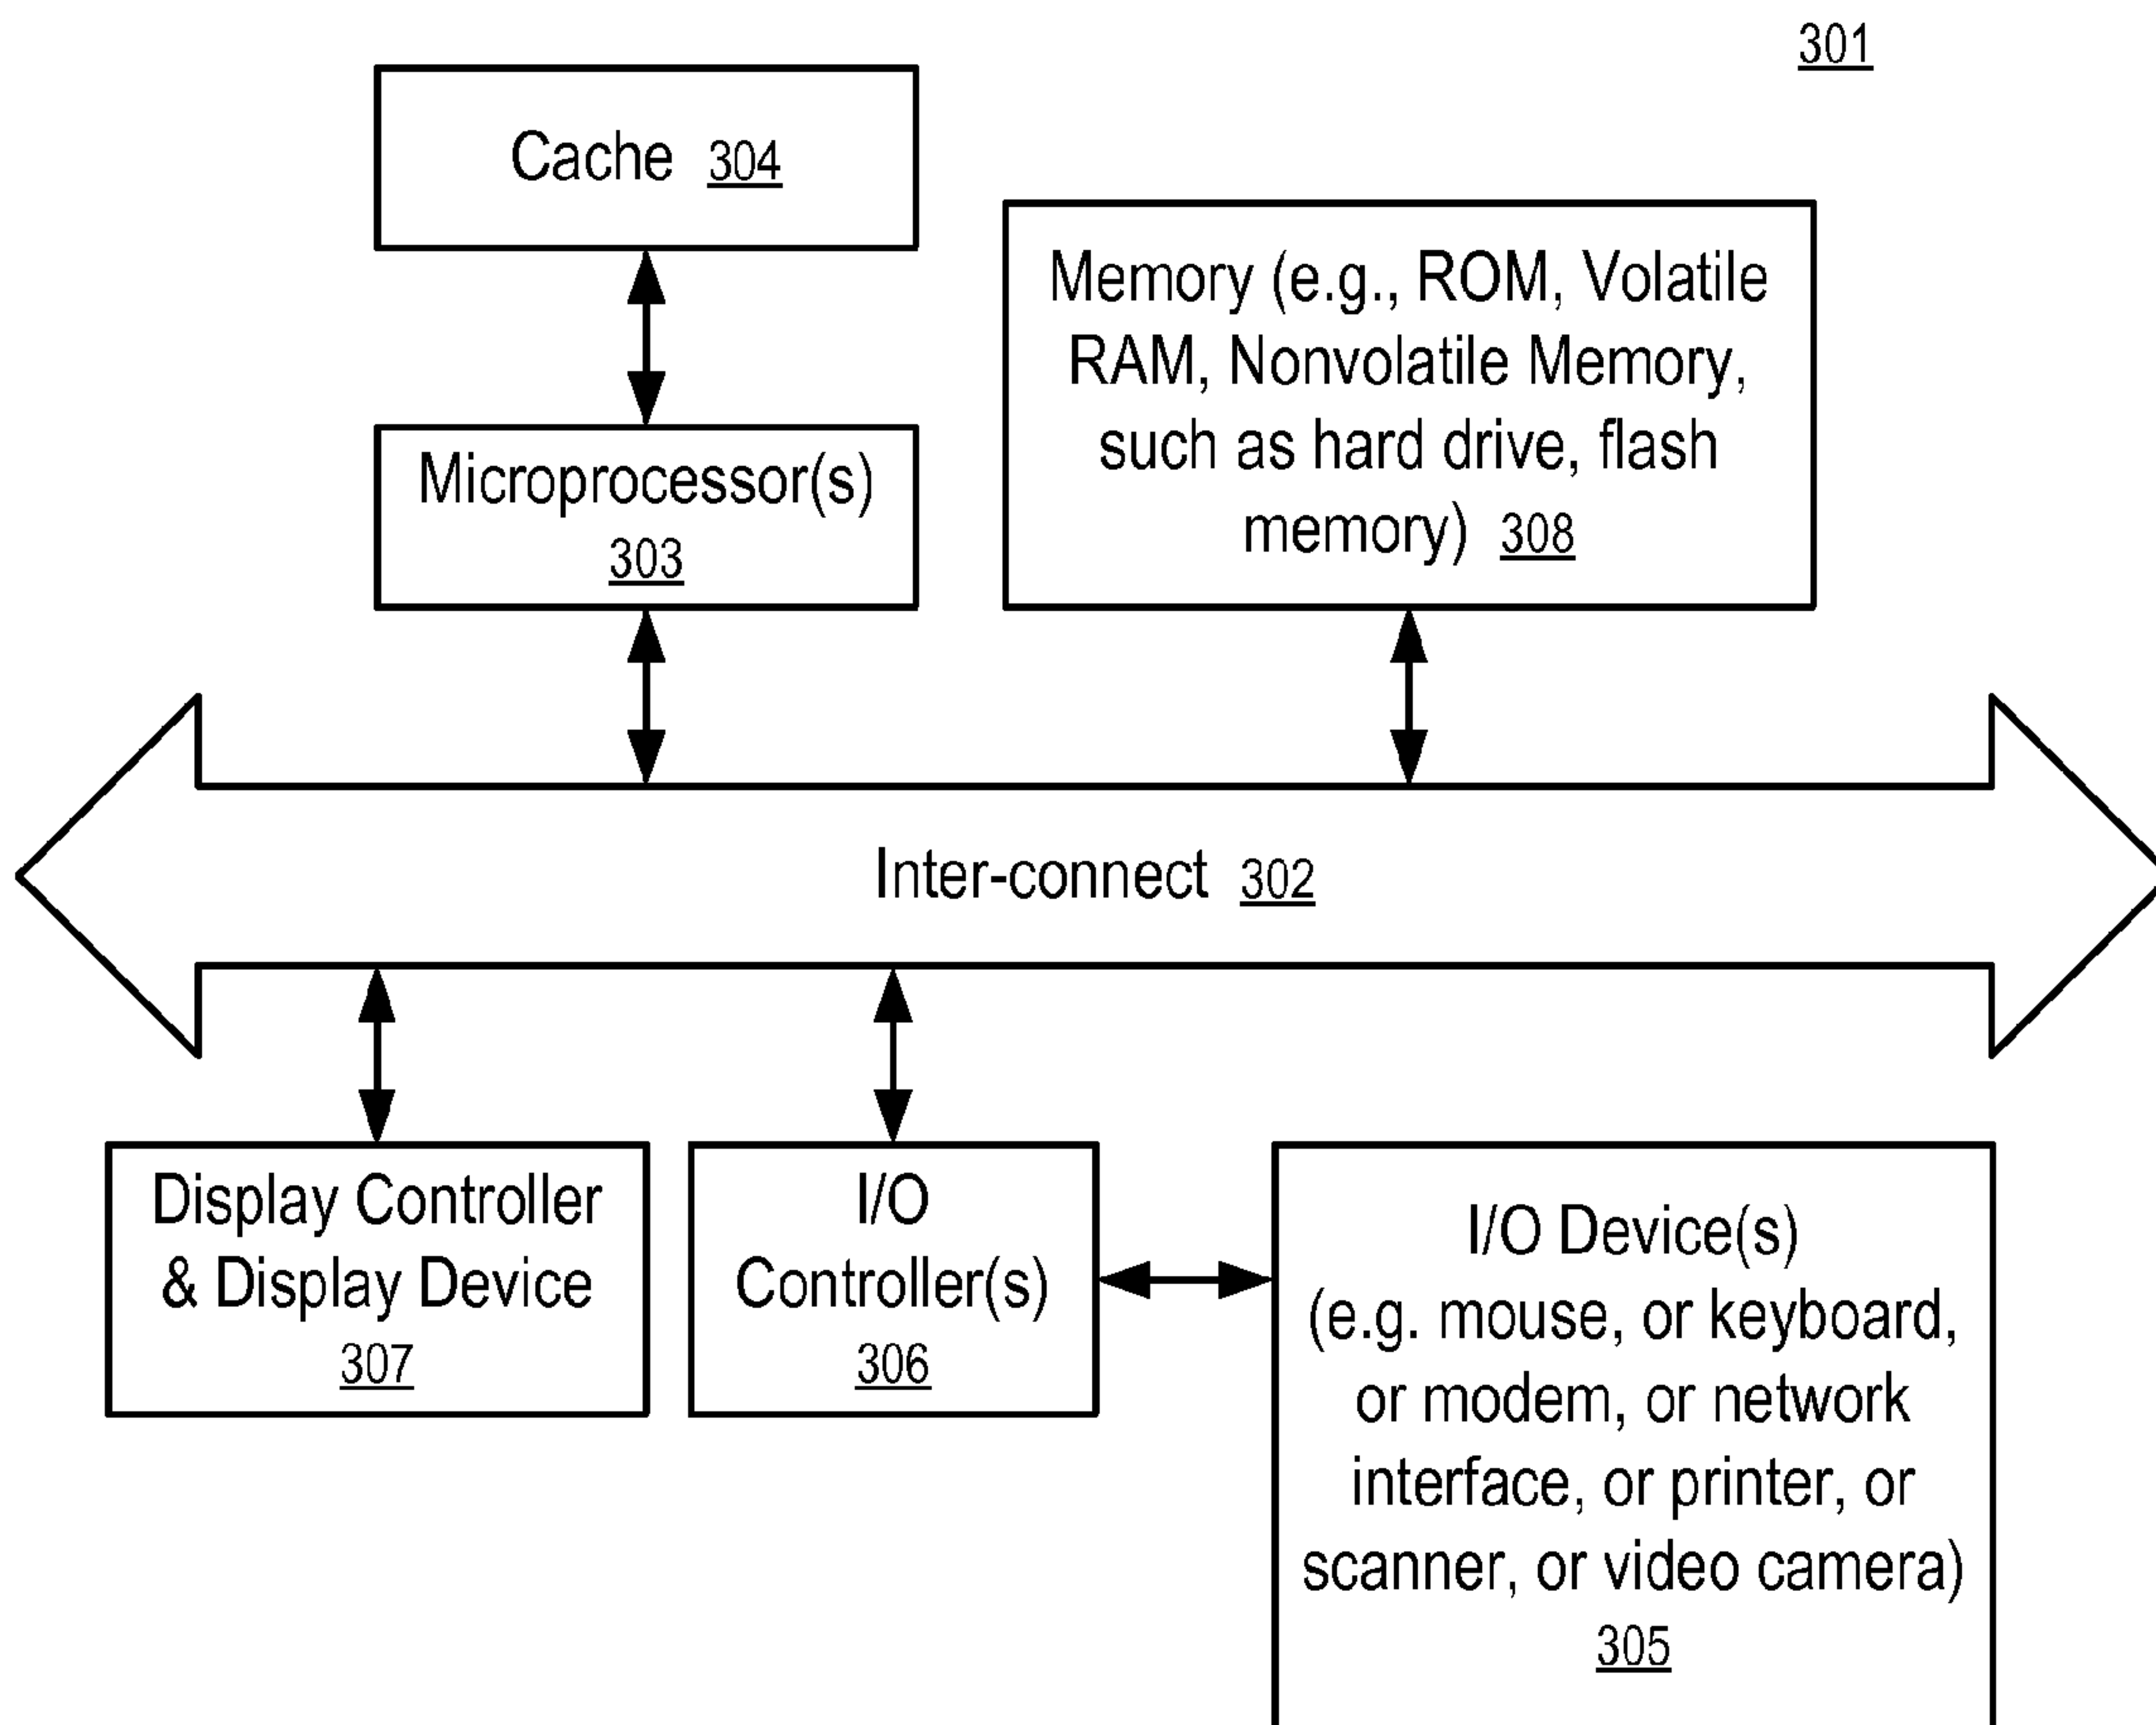 301
Cache 304
Memory (e.g., ROM, Volatile
RAM, Nonvolatile Memory,
such as hard drive, flash
memory) 308
Microprocessor(s)
303
Inter-connect 302
Display Controller
& Display Device
307
I/O
Controller(s)
306
I/O Device(s)
(e.g. mouse, or keyboard,
or modem, or network
interface, or printer, or
scanner, or video camera)
305